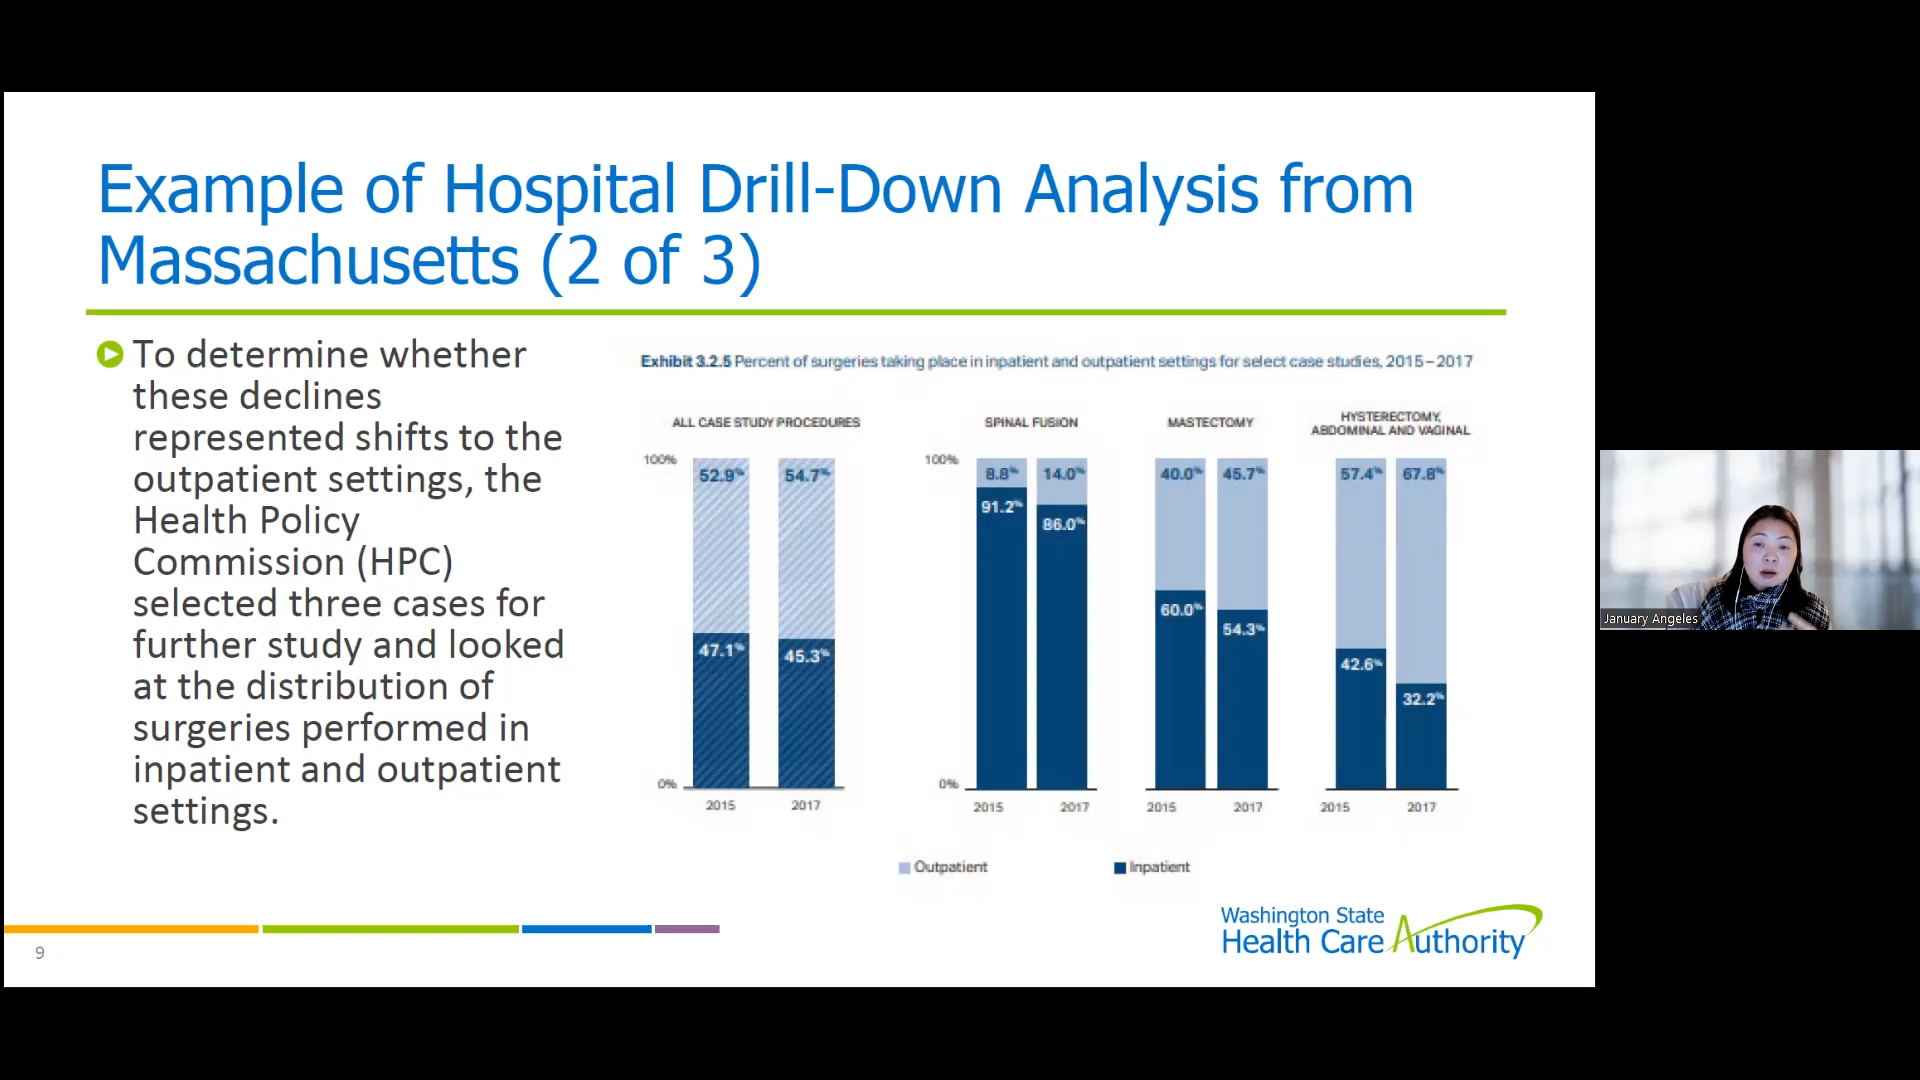 Example of Hospital Drill-Down Analysis from
Massachusetts (2 of 3)
To determine whether
these declines
represented shifts to the
outpatient settings, the
Health Policy
Commission (HPC)
selected three cases for
further study and looked
at the distribution of
surgeries performed in
inpatient and outpatient
settings.
Exhibit 3.2.5 Percent of surgeries taking place in inpatient and outpatient settings for select case studies, 2015–2017
ALL CASE STUDY PROCEDURES
100%
52.9% 54.7%
47.1% 45.3%
0%
2015 2017
SPINAL FUSION
100%
8.8% 14.0%
91.2% 86.0%
0%
2015 2017
MASTECTOMY
40.0% 45.7%
60.0% 54.3%
2015 2017
HYSTERECTOMY,
ABDOMINAL AND VAGINAL
57.4% 67.8%
42.6% 32.2%
2015 2017
Outpatient Inpatient
Washington State
Health Care Authority
9
January Angeles